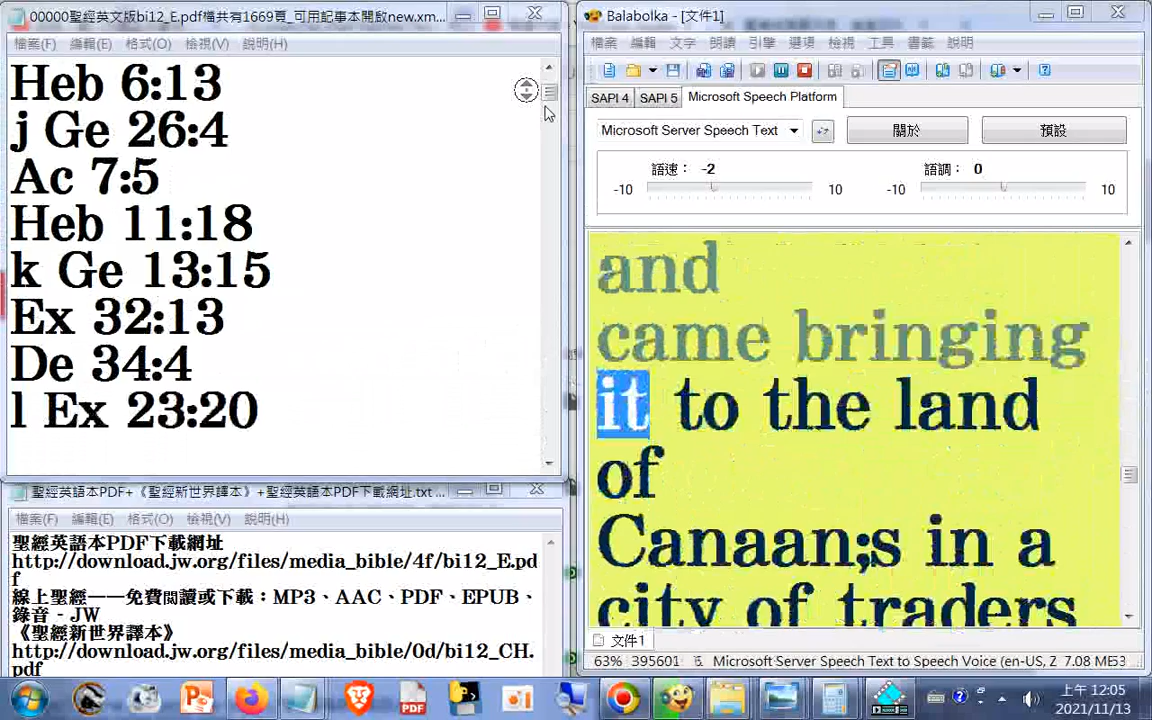 00000聖經英文版bi12_E.pdf檔共有1669頁_可用記事本開啟new.xm...
檔案(F) 編輯(E) 格式(O) 檢視(V) 說明(H)
Heb 6:13
j Ge 26:4
Ac 7:5
Heb 11:18
k Ge 13:15
Ex 32:13
De 34:4
l Ex 23:20
聖經英語本PDF+《聖經新世界譯本》+聖經英語本PDF下載網址.txt ...
檔案(F) 編輯(E) 格式(O) 檢視(V) 說明(H)
聖經英語本PDF下載網址
http://download.jw.org/files/media_bible/4f/bi12_E.pd
f
線上聖經——免費閱讀或下載：MP3、AAC、PDF、EPUB、
錄音 - JW
《聖經新世界譯本》
http://download.jw.org/files/media_bible/0d/bi12_CH.
pdf
Balabolka - [文件1]
檔案 編輯 文字 朗讀 引擎 選項 檢視 工具 書籤 說明
SAPI 4 SAPI 5 Microsoft Speech Platform
Microsoft Server Speech Text 關於 預設
語速： -2 語調： 0
-10 10 -10 10
and
came bringing
it to the land
of
Canaan;s in a
city of traders
文件1
63% 395601 Microsoft Server Speech Text to Speech Voice (en-US, Z 7.08 ME53
上午 12:05
2021/11/13